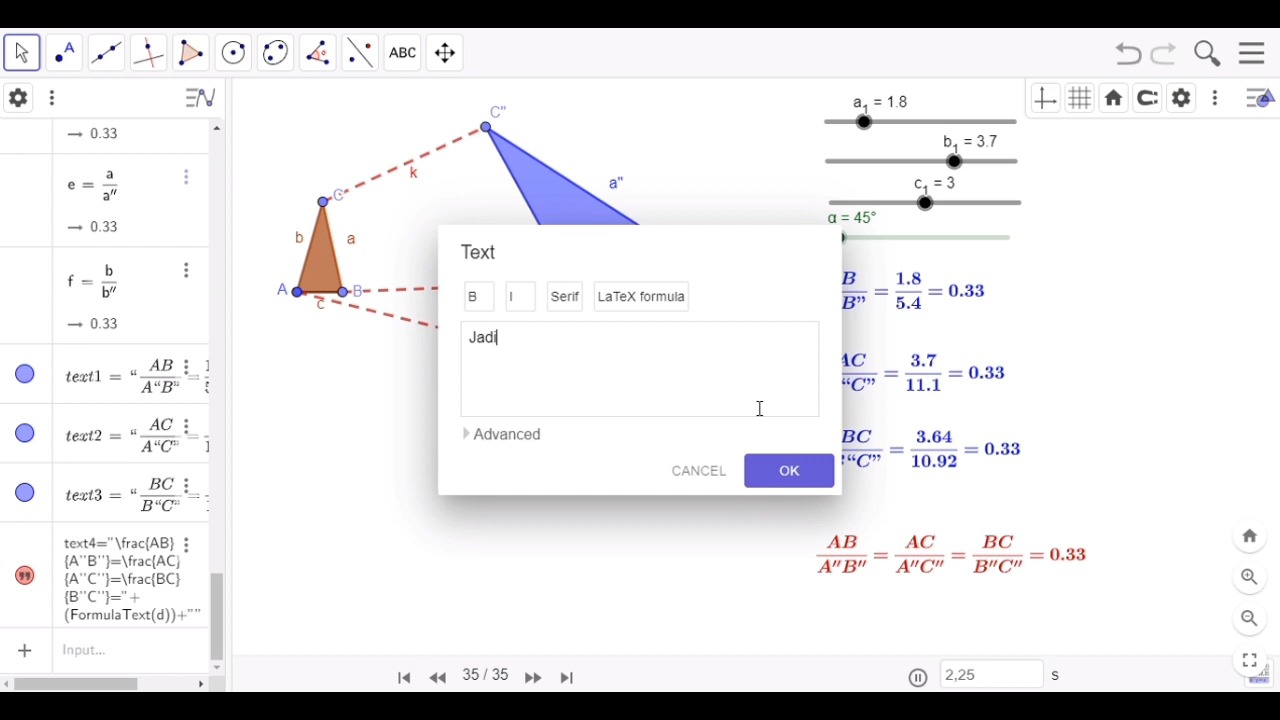 A
ABC
0.33
e = a/a″
→ 0.33
f = b/b″
→ 0.33
text1 = “AB/A“B”
text2 = “AC/A“C”
text3 = “BC/B“C”
text4="\frac{AB}
{A''B''}=\frac{AC}
{A''C''}=\frac{BC}
{B''C''}="+
(FormulaText(d))+""
+ Input...
C"
k
C
b
a
A
B
c
a"
a1 = 1.8
b1 = 3.7
c1 = 3
α = 45°
B/B” = 1.8/5.4 = 0.33
AC/“C” = 3.7/11.1 = 0.33
BC/“C” = 3.64/10.92 = 0.33
AB/A″B″ = AC/A″C″ = BC/B″C″ = 0.33
Text
B I Serif LaTeX formula
Jadi
Advanced
CANCEL OK
35 / 35
2,25 s